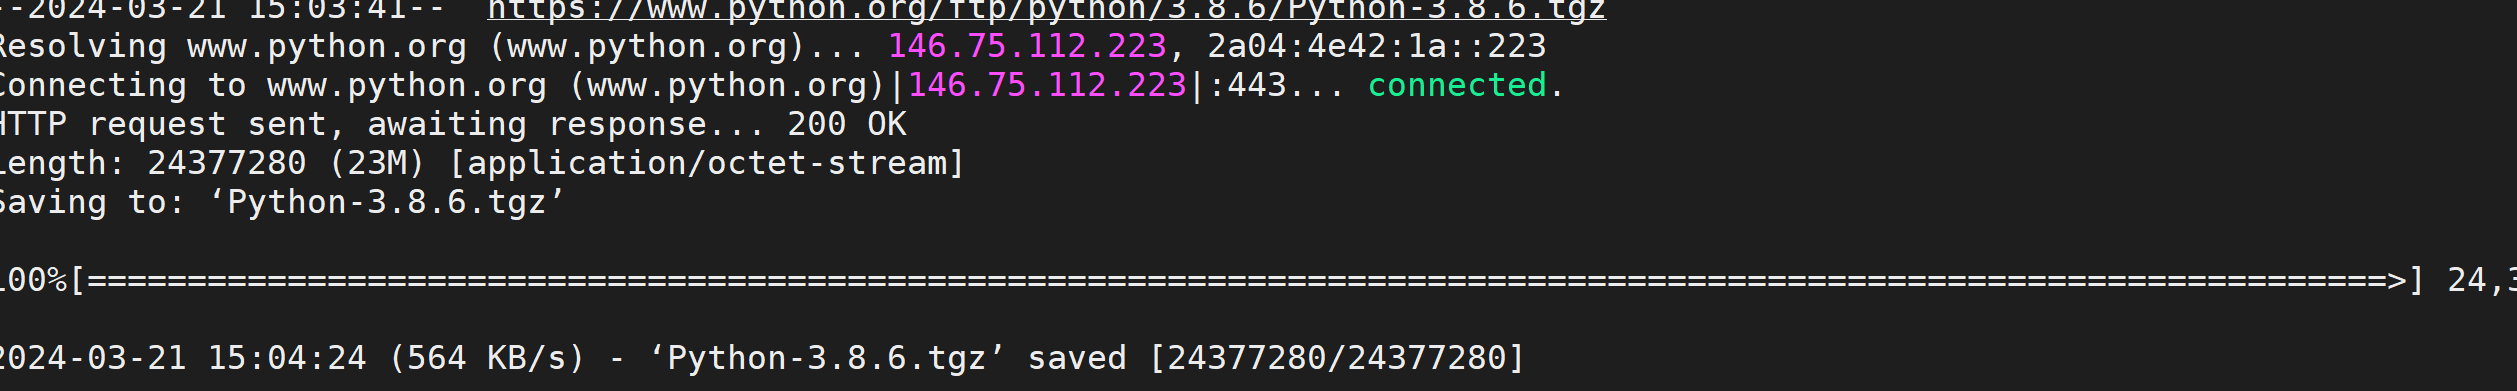 --2024-03-21 15:03:41-- https://www.python.org/ftp/python/3.8.6/Python-3.8.6.tgz
Resolving www.python.org (www.python.org)... 146.75.112.223, 2a04:4e42:1a::223
Connecting to www.python.org (www.python.org)|146.75.112.223|:443... connected.
HTTP request sent, awaiting response... 200 OK
Length: 24377280 (23M) [application/octet-stream]
Saving to: ‘Python-3.8.6.tgz’
100%[===================================================================================================================>] 24,3
2024-03-21 15:04:24 (564 KB/s) - ‘Python-3.8.6.tgz’ saved [24377280/24377280]